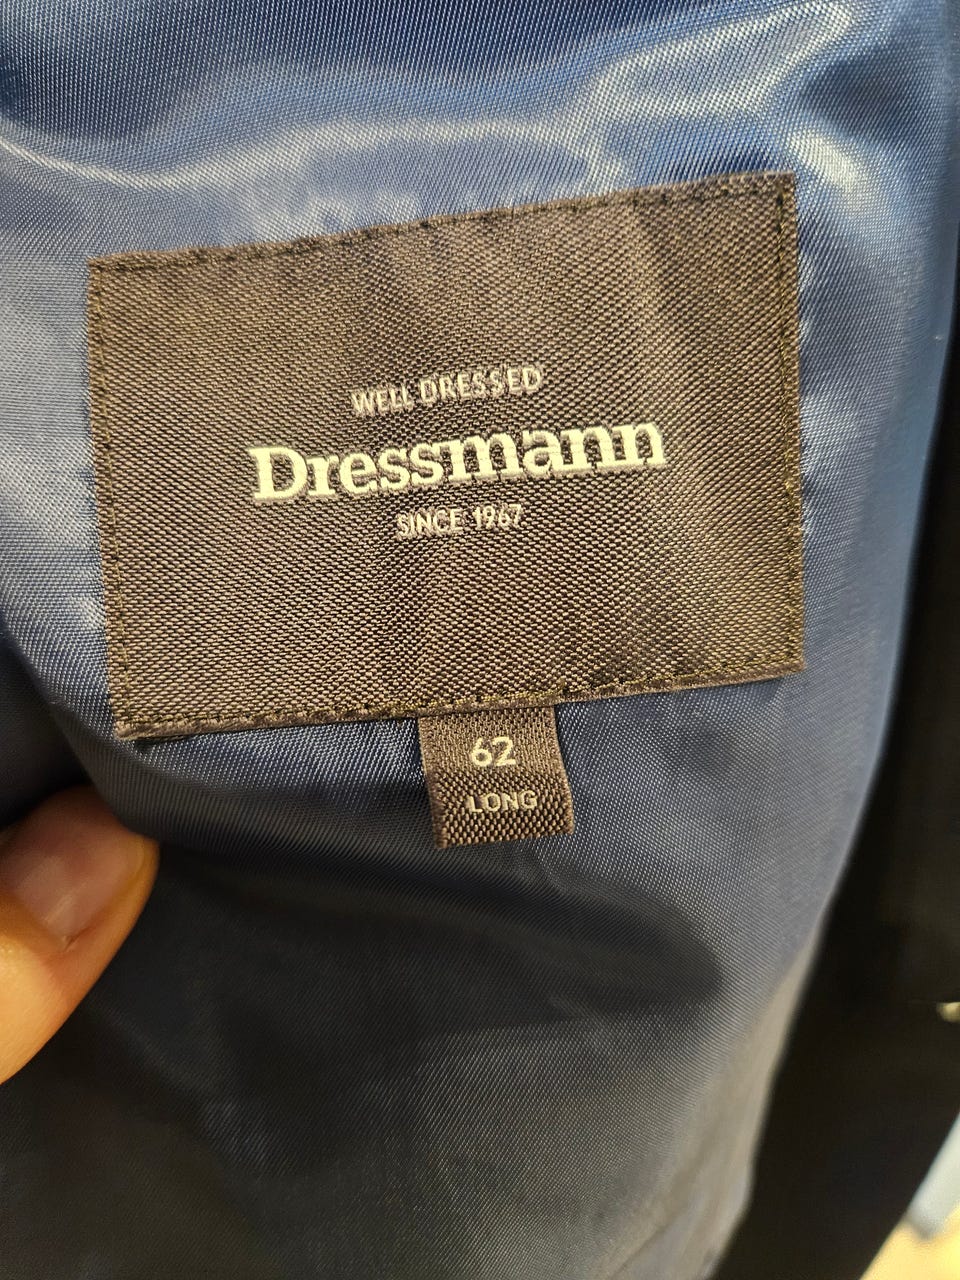 WELL DRESSED
Dressmann
SINCE 1967
62
LONG